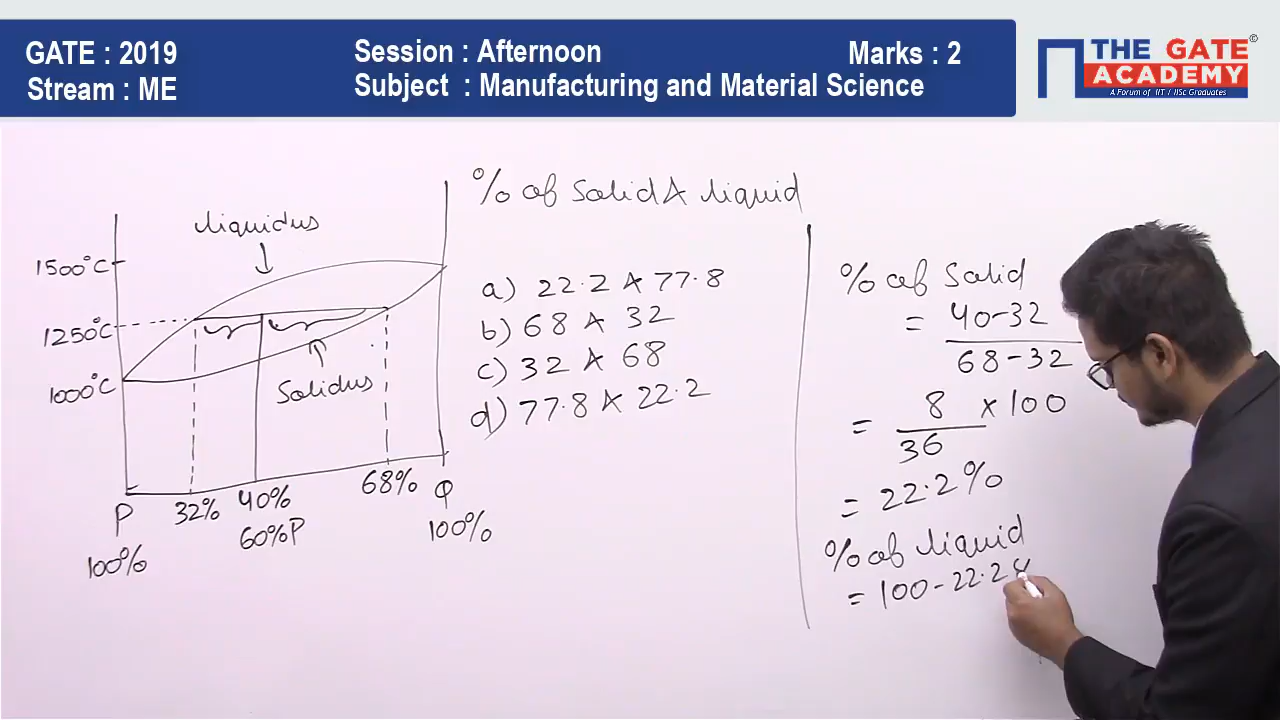 GATE : 2019
Session : Afternoon
Marks : 2
Stream : ME
Subject : Manufacturing and Material Science
THE GATE ACADEMY
©
A Forum of IIT / IISc Graduates
% of Solid & liquid
liquidus
1500°C
1250°C
1000°C
Solidus
P
32%
40%
68%
Q
100%
60%P
100%
a) 22.2 & 77.8
b) 68 & 32
c) 32 & 68
d) 77.8 & 22.2
% of Solid
= 40-32
68-32
= 8 × 100
36
= 22.2%
% of liquid
= 100-22.2